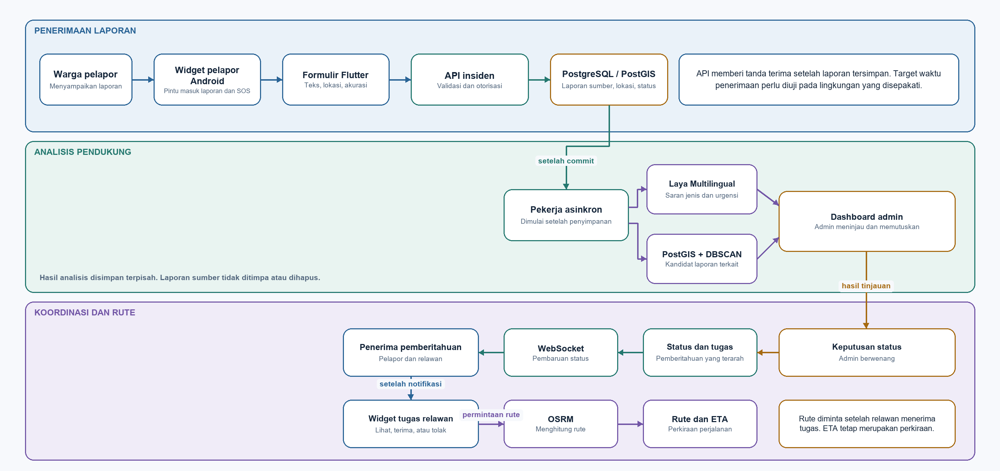 PENERIMAAN LAPORAN
Warga pelapor
Menyampaikan laporan
Widget pelapor
Android
Pintu masuk laporan dan SOS
Formulir Flutter
Teks, lokasi, akurasi
API insiden
Validasi dan otorisasi
PostgreSQL / PostGIS
Laporan sumber, lokasi, status
API memberi tanda terima setelah laporan tersimpan. Target waktu
penerimaan perlu diuji pada lingkungan yang disepakati.
ANALISIS PENDUKUNG
setelah commit
Pekerja asinkron
Dimulai setelah penyimpanan
Laya Multilingual
Saran jenis dan urgensi
PostGIS + DBSCAN
Kandidat laporan terkait
Dashboard admin
Admin meninjau dan memutuskan
Hasil analisis disimpan terpisah. Laporan sumber tidak ditimpa atau dihapus.
hasil tinjauan
KOORDINASI DAN RUTE
Penerima pemberitahuan
Pelapor dan relawan
WebSocket
Pembaruan status
Status dan tugas
Pemberitahuan yang terarah
Keputusan status
Admin berwenang
setelah notifikasi
Widget tugas relawan
Lihat, terima, atau tolak
permintaan rute
OSRM
Menghitung rute
Rute dan ETA
Perkiraan perjalanan
Rute diminta setelah relawan menerima
tugas. ETA tetap merupakan perkiraan.